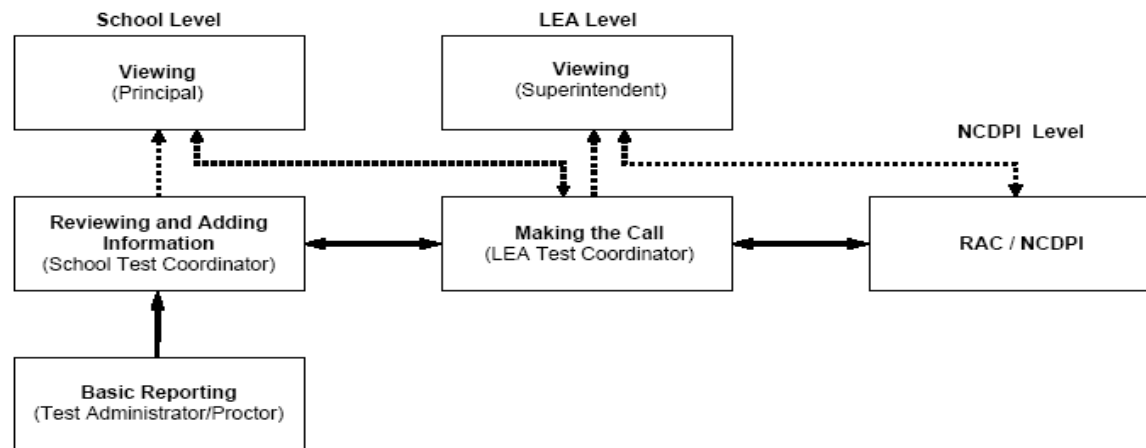 School Level
LEA Level
Viewing
(Principal)
Viewing
(Superintendent)
NCDPI Level
Reviewing and Adding
Information
(School Test Coordinator)
Making the Call
(LEA Test Coordinator)
RAC / NCDPI
Basic Reporting
(Test Administrator/Proctor)